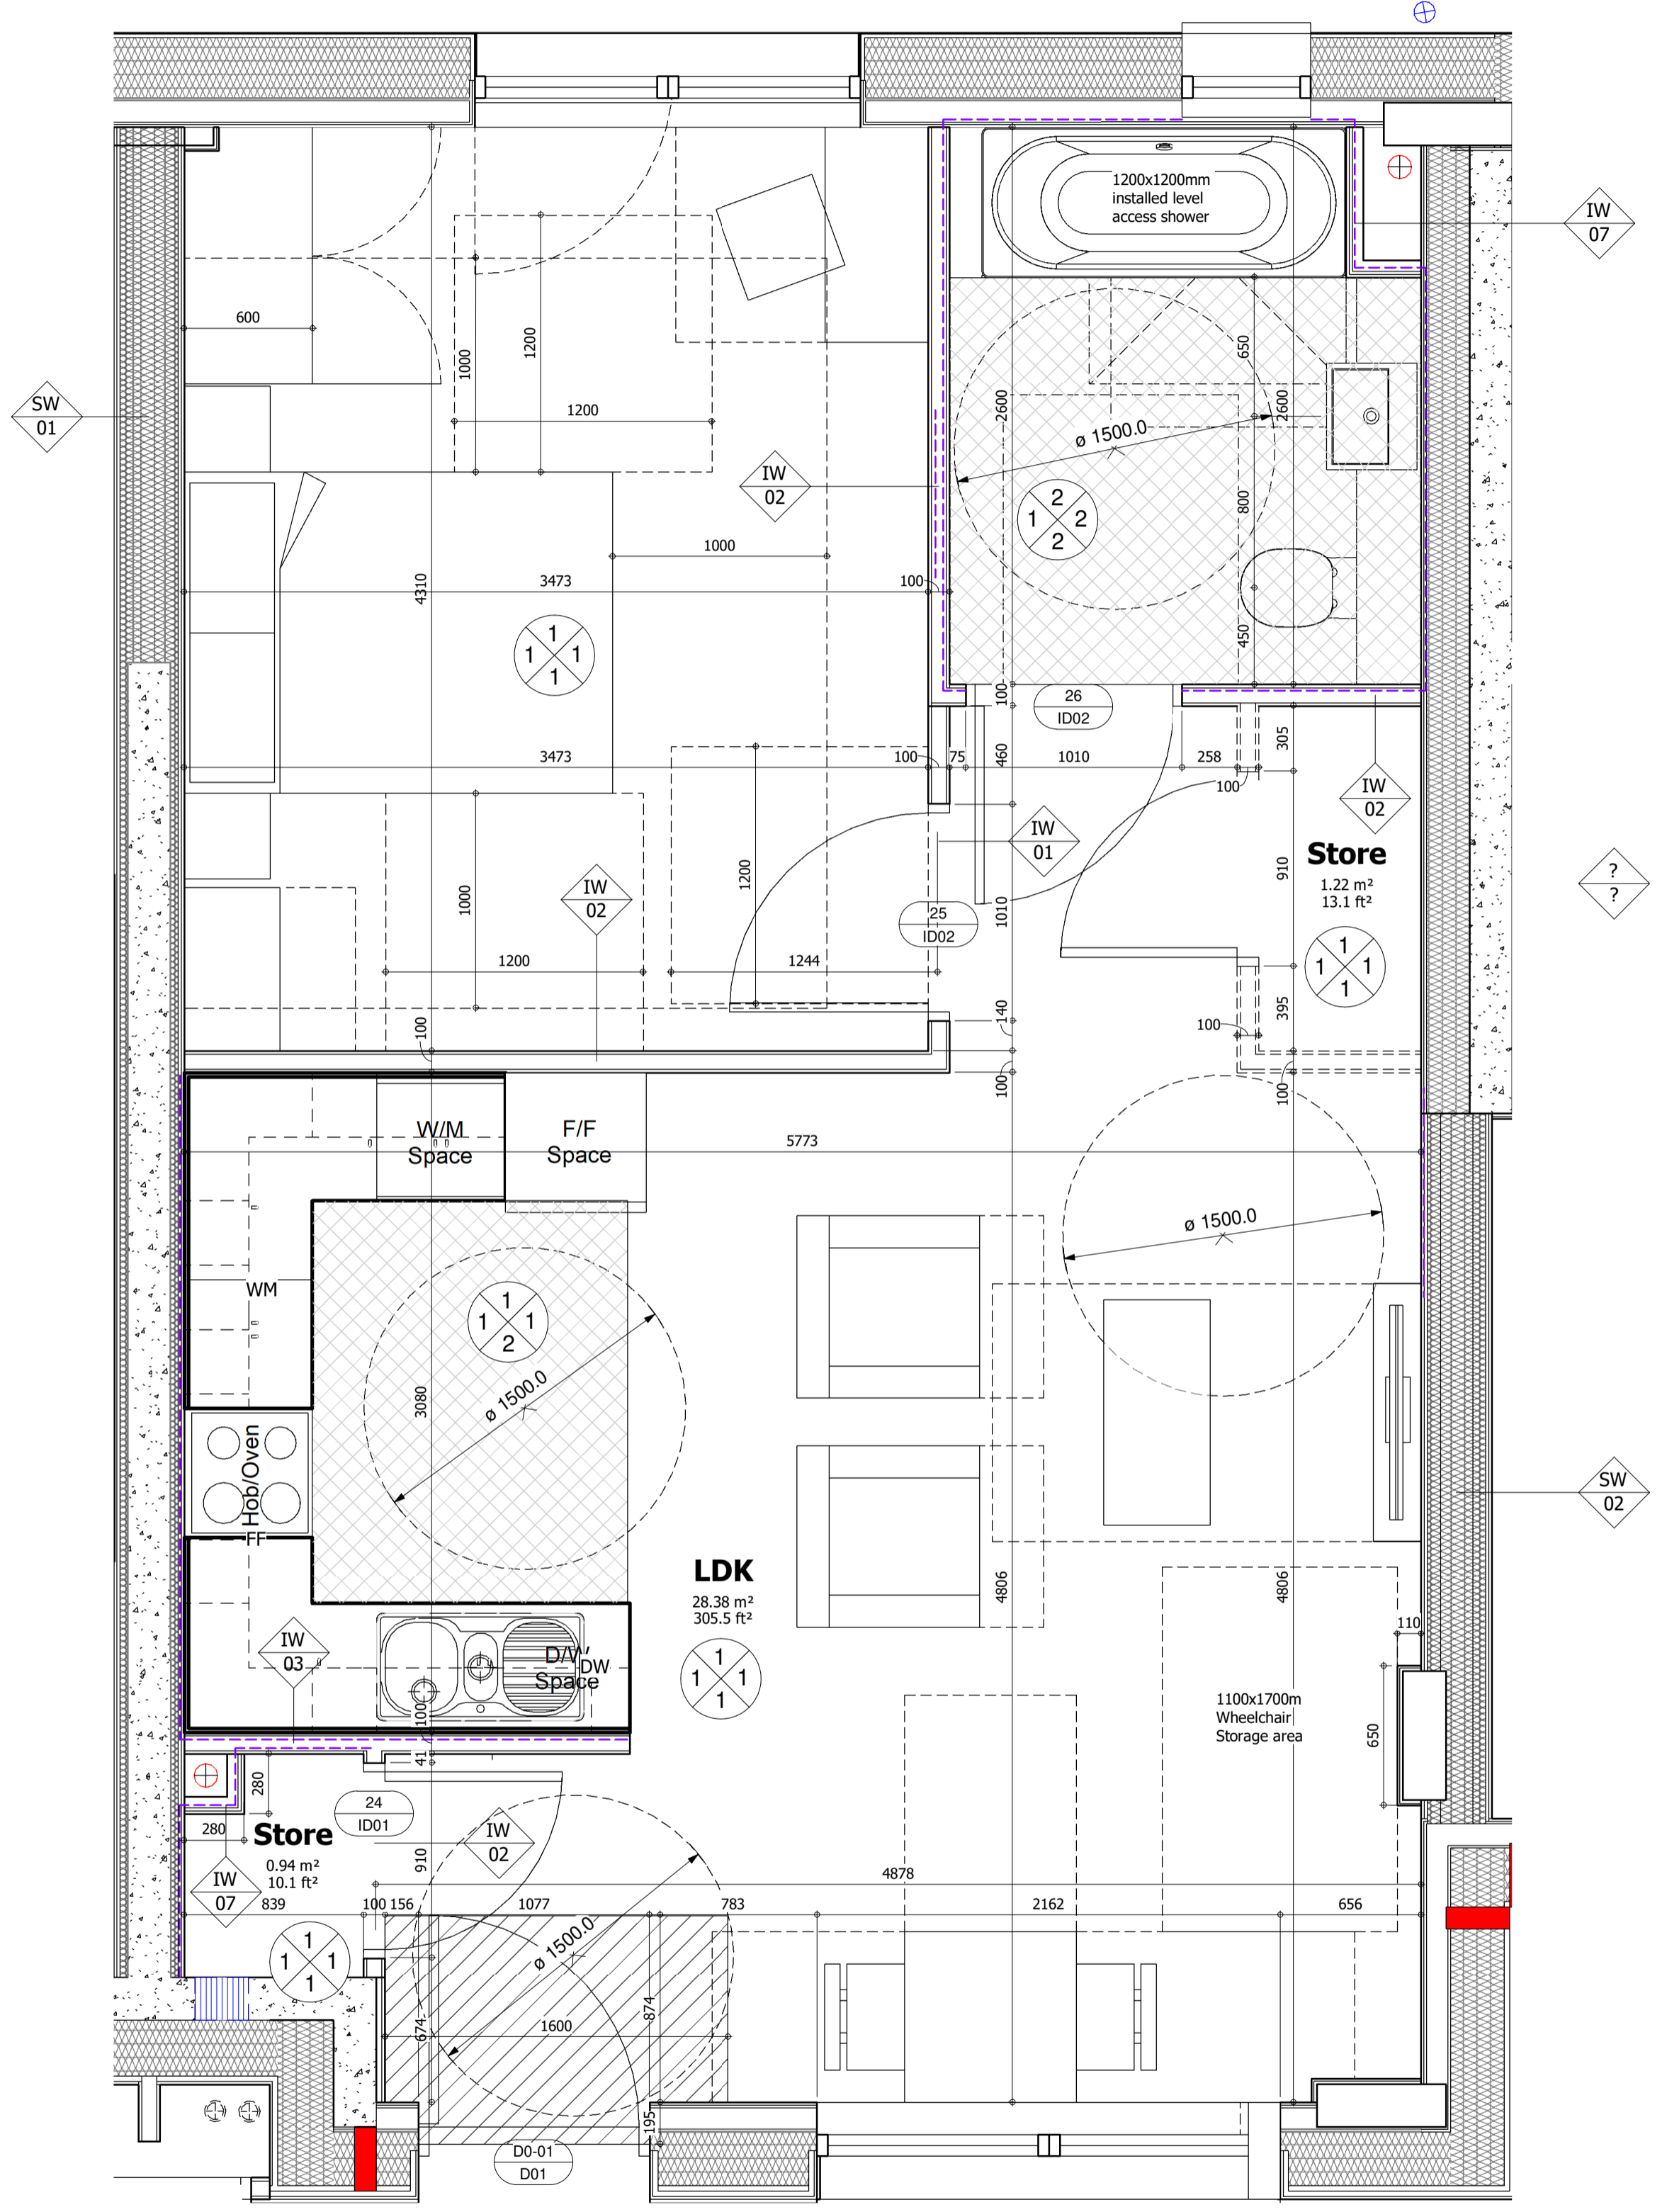 1200x1200mm
installed level
access shower
IW
07
600
1000
1200
1200
650
2600
2600
SW
01
ø 1500.0
IW
02
2
1 2
2
800
1000
4310
3473
100
450
1
1 1
1
100
26
ID02
305
3473
100
75
460
1010
258
100
IW
02
IW
01
Store
1.22 m²
13.1 ft²
910
?
?
1200
1000
IW
02
25
ID02
1010
1
1 1
1
1200
1244
140
395
100
100
100
100
W/M
Space
F/F
Space
5773
ø 1500.0
WM
1
1 1
2
3080
ø 1500.0
Hob/Oven
FF
SW
02
LDK
28.38 m²
305.5 ft²
4806
4806
110
IW
03
D/W
Space
DW
1
1 1
1
1100x1700m
Wheelchair
Storage area
650
100
41
280
24
ID01
280
Store
0.94 m²
10.1 ft²
IW
02
910
IW
07
4878
839
100
156
1077
783
2162
656
1
1 1
1
ø 1500.0
674
874
1600
195
D0-01
D01